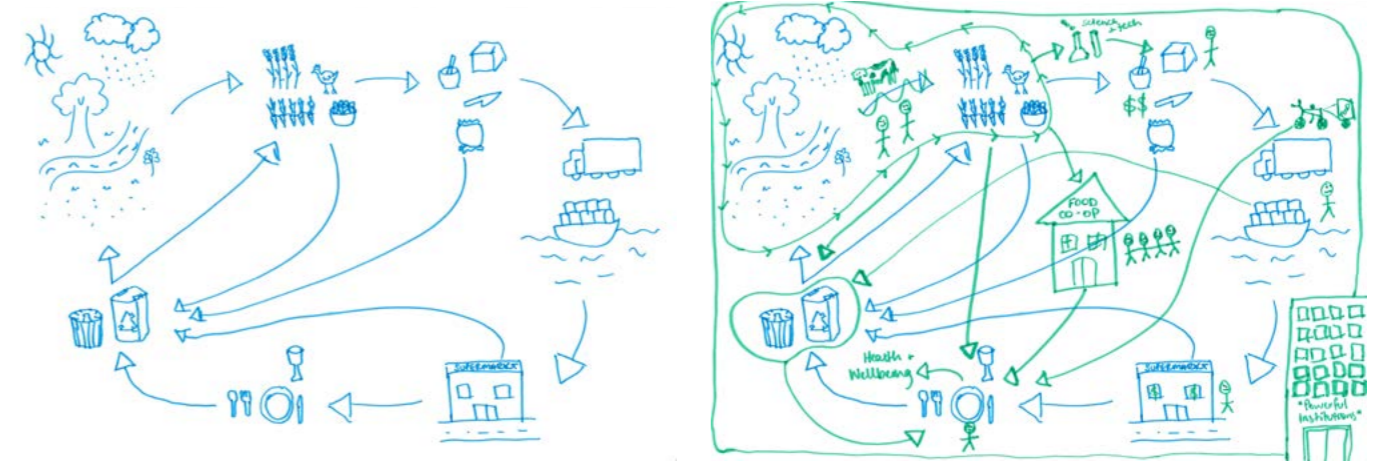 SUPERMARKET
science
+ tech
$$
FOOD
CO-OP
Health +
Wellbeing
SUPERMARKET
$ $
"Powerful
Institutions"